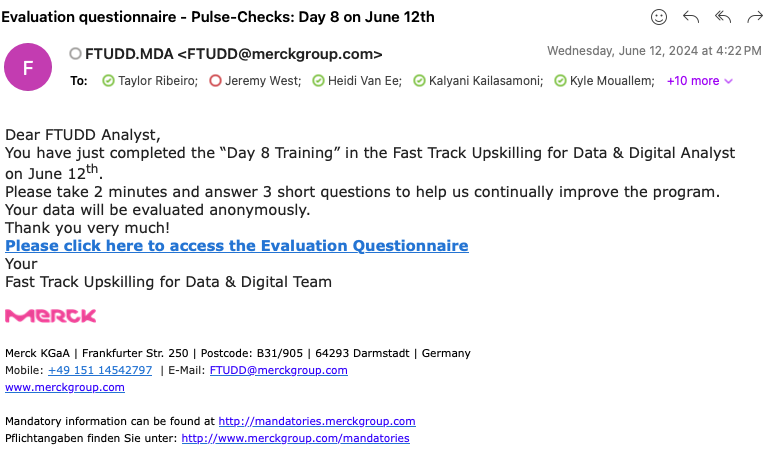 Evaluation questionnaire - Pulse-Checks: Day 8 on June 12th
F
FTUDD.MDA <FTUDD@merckgroup.com>
Wednesday, June 12, 2024 at 4:22 PM
To: Taylor Ribeiro; Jeremy West; Heidi Van Ee; Kalyani Kailasamoni; Kyle Mouallem; +10 more
Dear FTUDD Analyst,
You have just completed the “Day 8 Training” in the Fast Track Upskilling for Data & Digital Analyst
on June 12th.
Please take 2 minutes and answer 3 short questions to help us continually improve the program.
Your data will be evaluated anonymously.
Thank you very much!
Please click here to access the Evaluation Questionnaire
Your
Fast Track Upskilling for Data & Digital Team
MERCK
Merck KGaA | Frankfurter Str. 250 | Postcode: B31/905 | 64293 Darmstadt | Germany
Mobile: +49 151 14542797 | E-Mail: FTUDD@merckgroup.com
www.merckgroup.com
Mandatory information can be found at http://mandatories.merckgroup.com
Pflichtangaben finden Sie unter: http://www.merckgroup.com/mandatories